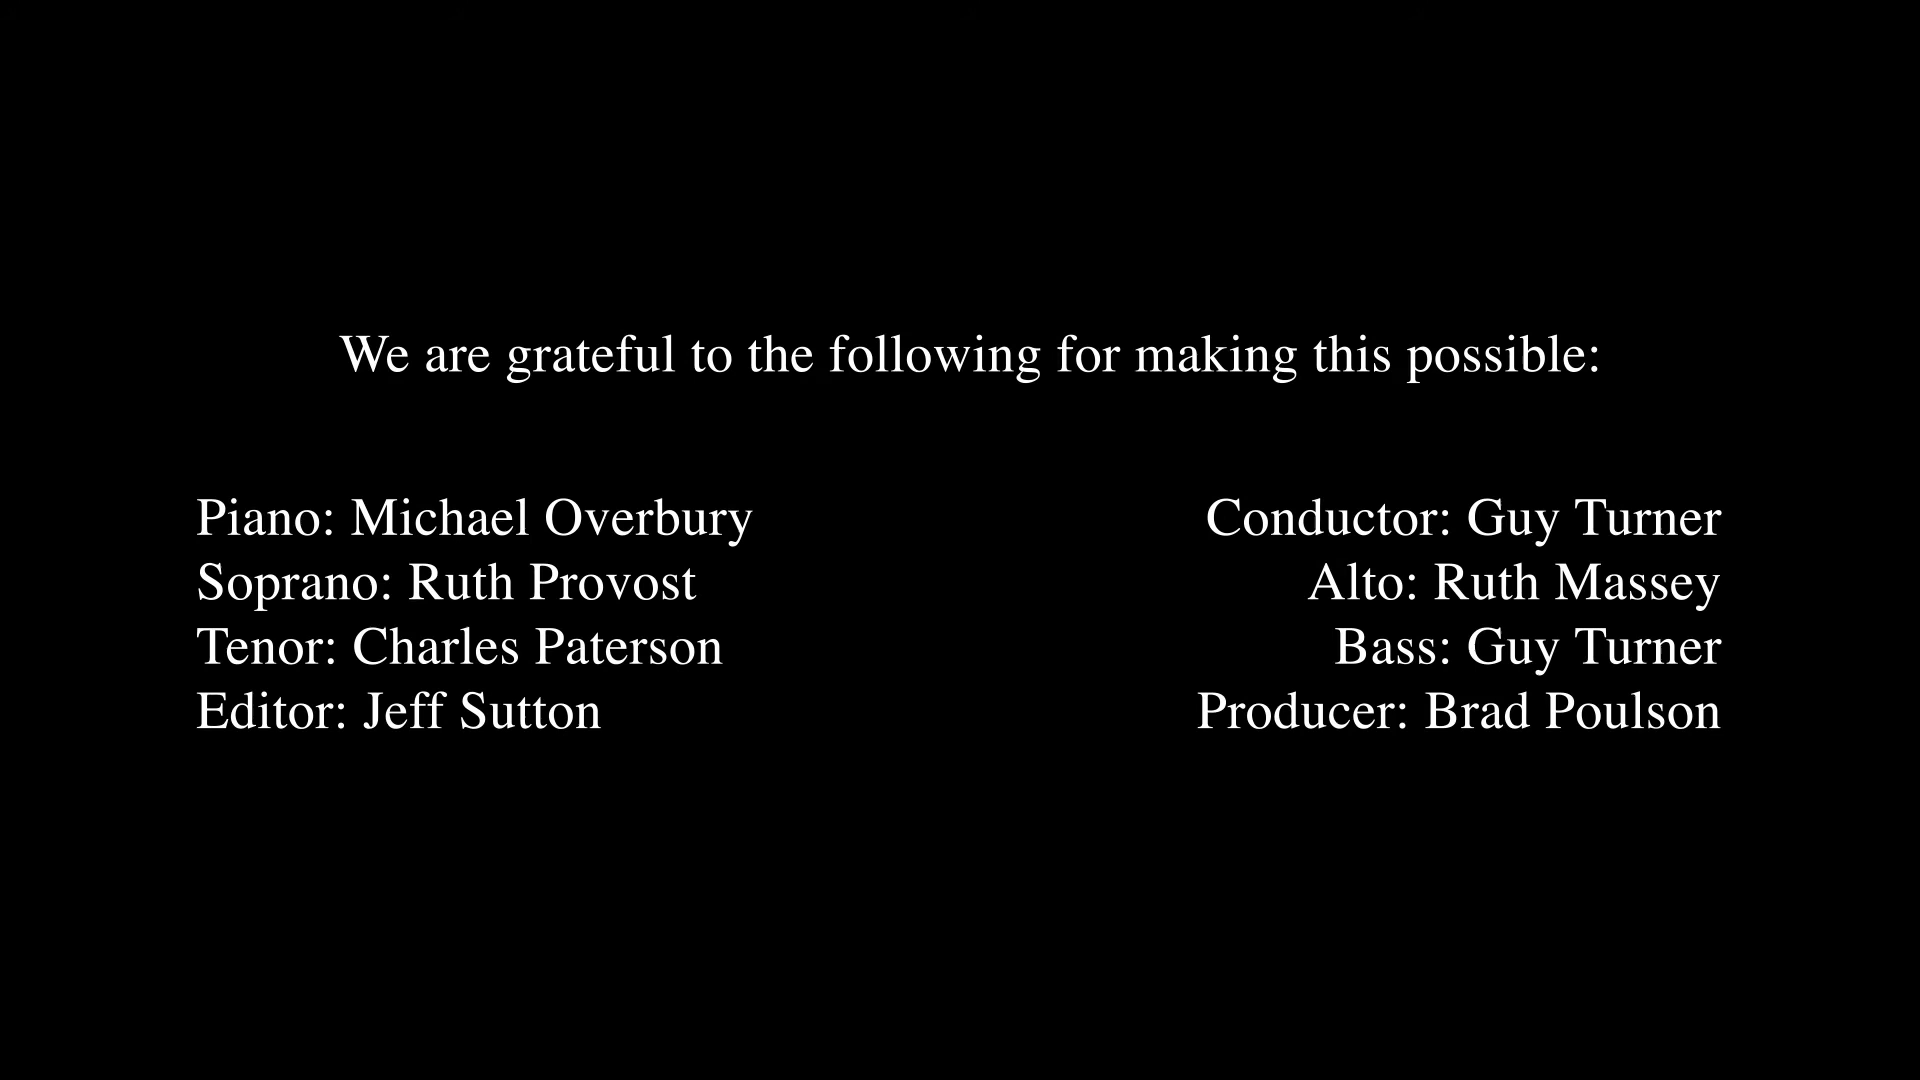 We are grateful to the following for making this possible:
Piano: Michael Overbury
Conductor: Guy Turner
Soprano: Ruth Provost
Alto: Ruth Massey
Tenor: Charles Paterson
Bass: Guy Turner
Editor: Jeff Sutton
Producer: Brad Poulson